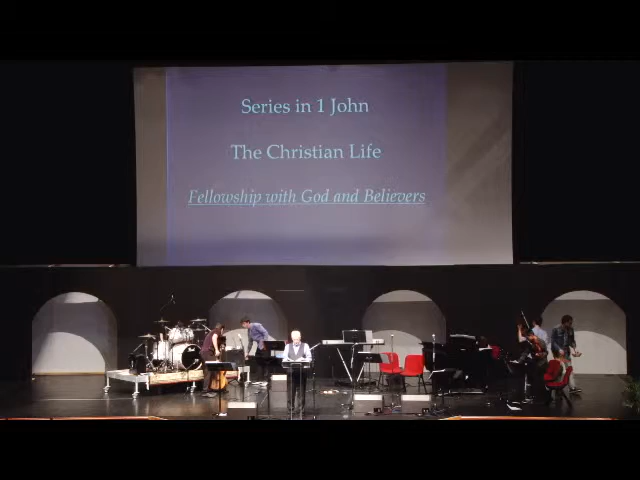 Series in 1 John
The Christian Life
Fellowship with God and Believers